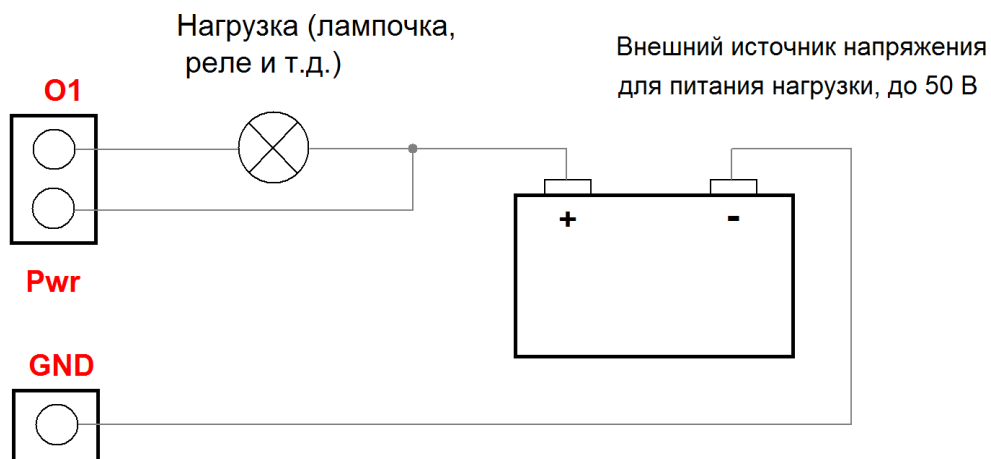 Нагрузка (лампочка,
реле и т.д.)
Внешний источник напряжения
для питания нагрузки, до 50 В
O1
+ -
Pwr
GND